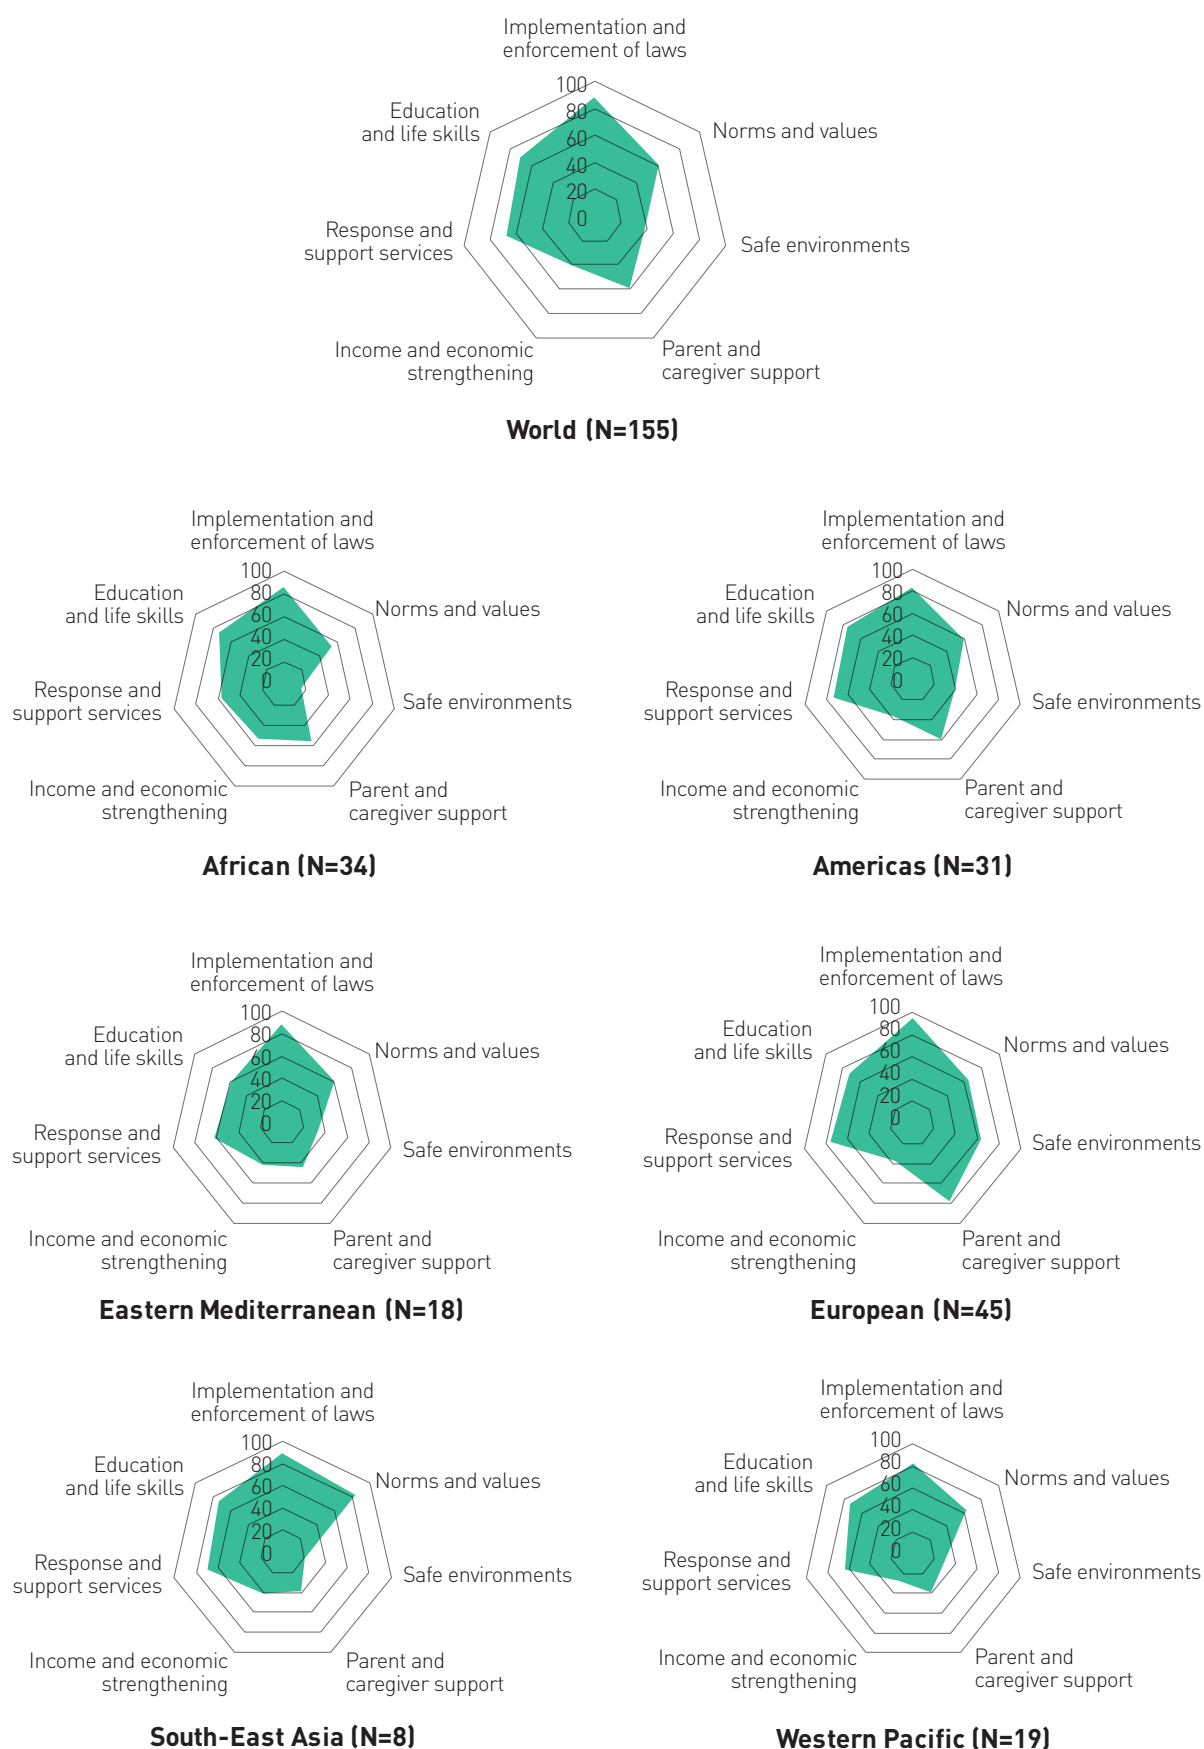 Implementation and
enforcement of laws
100
80
60
40
20
0
Education
and life skills
Norms and values
Response and
support services
Safe environments
Income and economic
strengthening
Parent and
caregiver support
World (N=155)
Implementation and
enforcement of laws
100
80
60
40
20
0
Education
and life skills
Norms and values
Response and
support services
Safe environments
Income and economic
strengthening
Parent and
caregiver support
African (N=34)
Implementation and
enforcement of laws
100
80
60
40
20
0
Education
and life skills
Norms and values
Response and
support services
Safe environments
Income and economic
strengthening
Parent and
caregiver support
Americas (N=31)
Implementation and
enforcement of laws
100
80
60
40
20
0
Education
and life skills
Norms and values
Response and
support services
Safe environments
Income and economic
strengthening
Parent and
caregiver support
Eastern Mediterranean (N=18)
Implementation and
enforcement of laws
100
80
60
40
20
0
Education
and life skills
Norms and values
Response and
support services
Safe environments
Income and economic
strengthening
Parent and
caregiver support
European (N=45)
Implementation and
enforcement of laws
100
80
60
40
20
0
Education
and life skills
Norms and values
Response and
support services
Safe environments
Income and economic
strengthening
Parent and
caregiver support
South-East Asia (N=8)
Implementation and
enforcement of laws
100
80
60
40
20
0
Education
and life skills
Norms and values
Response and
support services
Safe environments
Income and economic
strengthening
Parent and
caregiver support
Western Pacific (N=19)